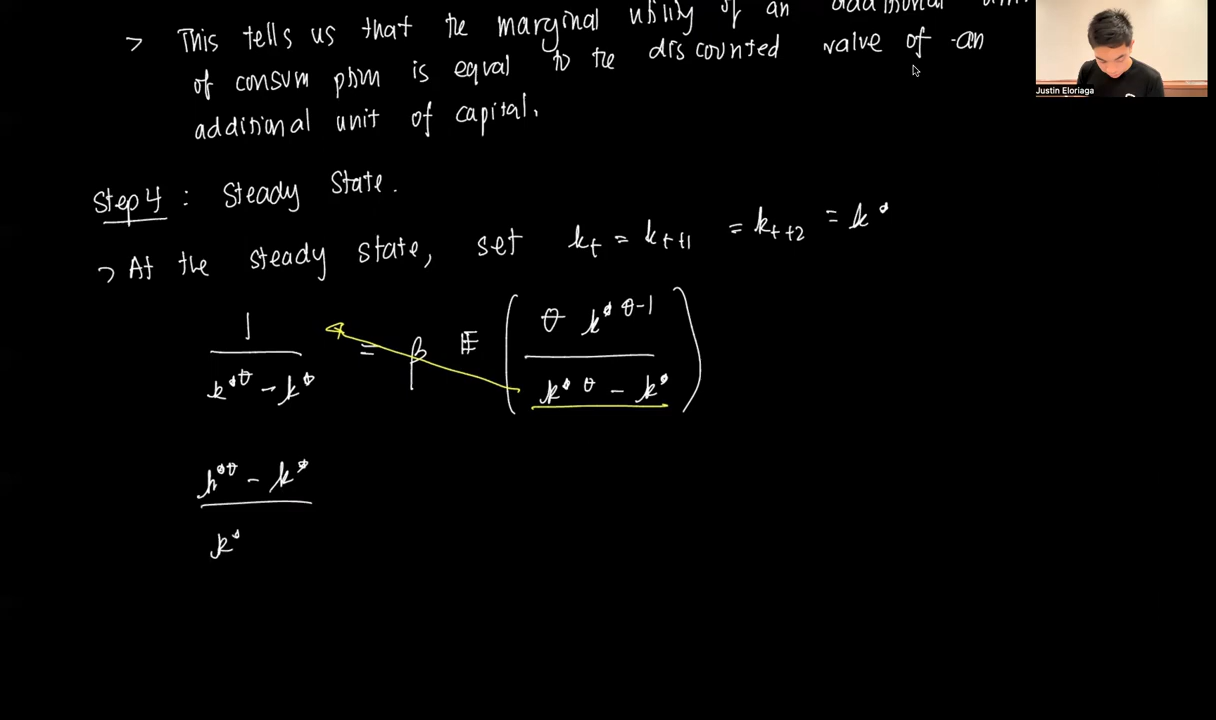 > This tells us that the marginal utility of an additional
of consumption is equal to the discounted value of an
additional unit of capital.
Justin Eloriaga
Step 4 : Steady State.
> At the steady state, set k_t = k_{t+1} = k_{t+2} = k*
1 / (k*^θ - k*) = β 𝔼 ( θ k*^{θ-1} / (k*^θ - k*) )
k*^θ - k*
k*